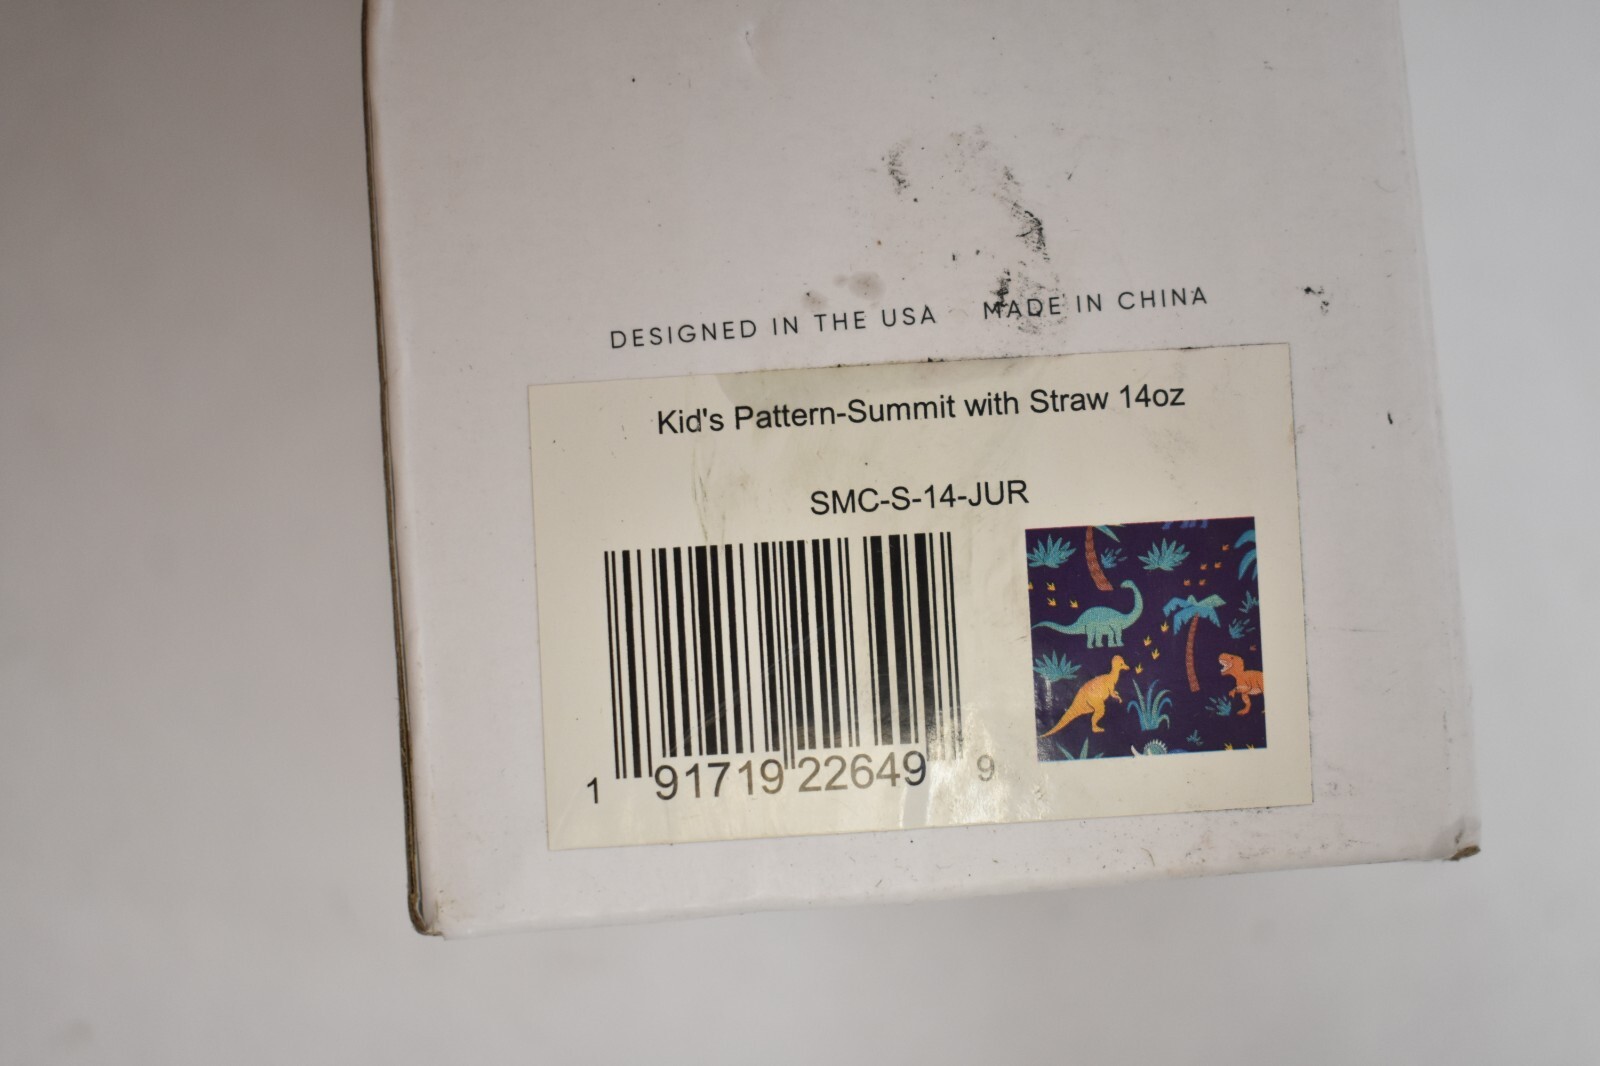 DESIGNED IN THE USA MADE IN CHINA
Kid's Pattern-Summit with Straw 14oz
SMC-S-14-JUR
1 91719 22649 9